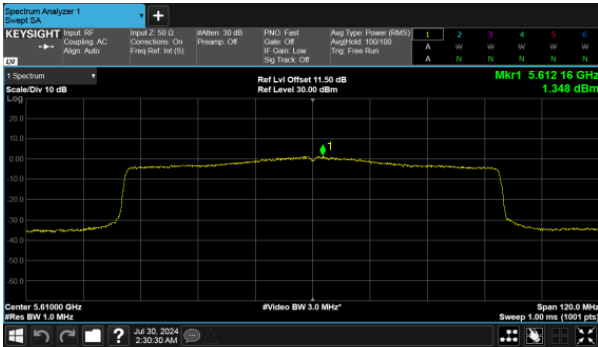 Spectrum Analyzer 1
Swept SA
KEYSIGHT
Input: RF
Coupling: AC
Align: Auto
Input Z: 50 Ω
Corrections: On
Freq Ref: Int (S)
#Atten: 30 dB
Preamp: Off
PNO: Fast
Gate: Off
IF Gain: Low
Sig Track: Off
Avg Type: Power (RMS)
Avg|Hold: 100/100
Trig: Free Run
1 2 3 4 5 6
A W W W W W
A N N N N N
LXI
1 Spectrum
Scale/Div 10 dB
Ref Lvl Offset 11.50 dB
Ref Level 30.00 dBm
Mkr1 5.612 16 GHz
1.348 dBm
Log
20.0
10.0
0.00
-10.0
-20.0
-30.0
-40.0
-50.0
-60.0
1
Center 5.61000 GHz
#Res BW 1.0 MHz
#Video BW 3.0 MHz*
Span 120.0 MHz
Sweep 1.00 ms (1001 pts)
?
Jul 30, 2024
2:30:30 AM